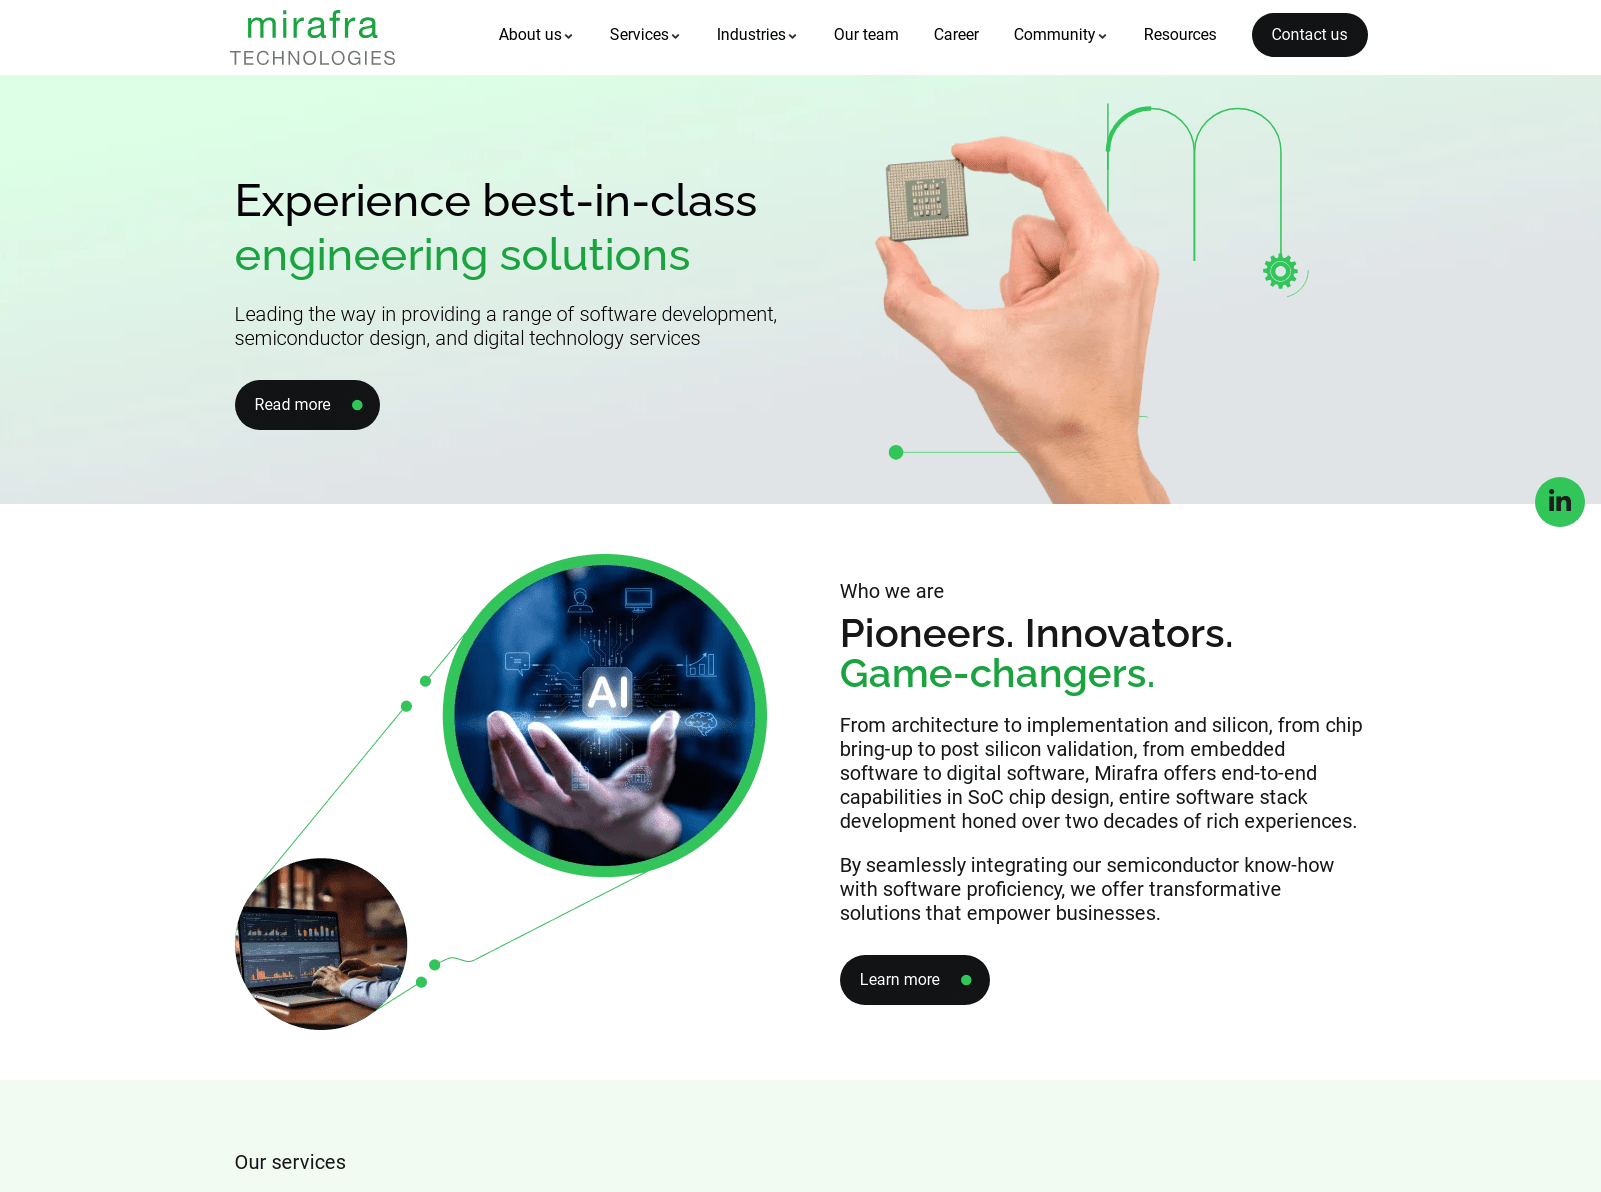 mirafra
TECHNOLOGIES
About us
Services
Industries
Our team
Career
Community
Resources
Contact us
Experience best-in-class
engineering solutions
Leading the way in providing a range of software development,
semiconductor design, and digital technology services
Read more
in
AI
Who we are
Pioneers. Innovators.
Game-changers.
From architecture to implementation and silicon, from chip
bring-up to post silicon validation, from embedded
software to digital software, Mirafra offers end-to-end
capabilities in SoC chip design, entire software stack
development honed over two decades of rich experiences.
By seamlessly integrating our semiconductor know-how
with software proficiency, we offer transformative
solutions that empower businesses.
Learn more
Our services